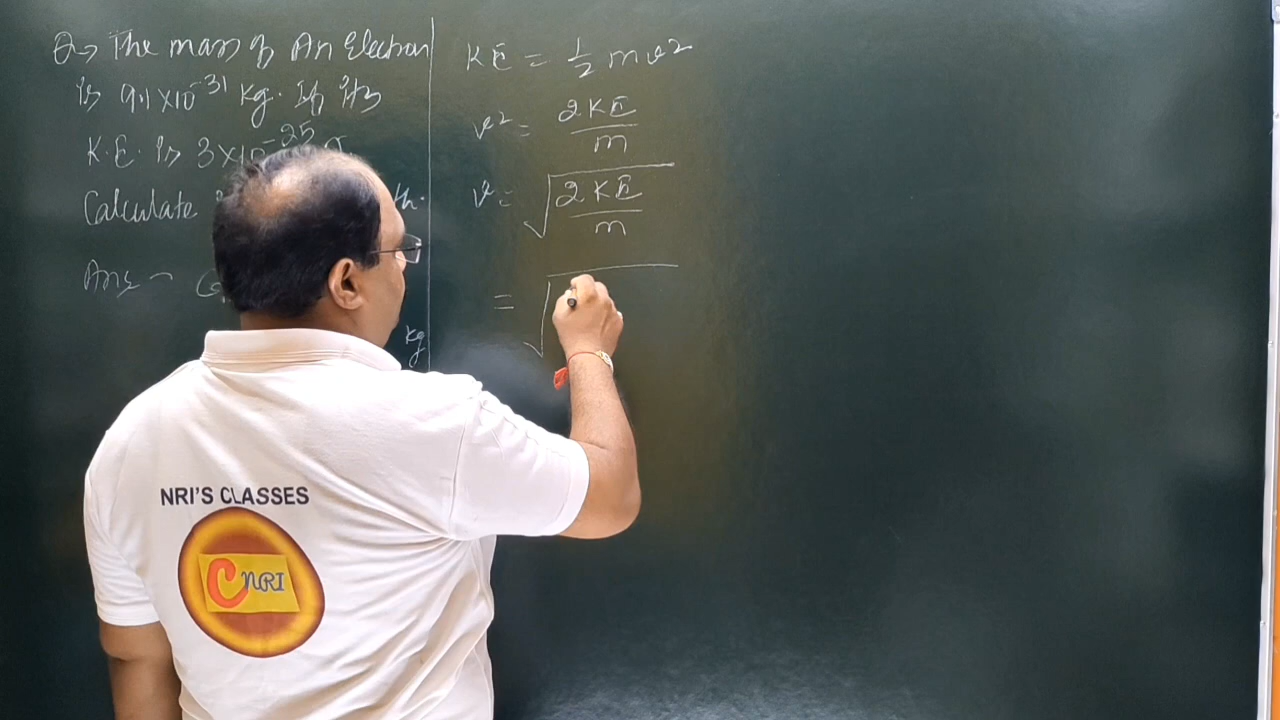 Q→ The mass of An Electron
is 9.1×10⁻³¹ Kg. If its
K.E. is 3×10⁻²⁵
Calculate th.
Ans -
kg
KE = ½ mv²
v² = 2KE/m
v = √(2KE/m)
= √
NRI'S CLASSES
CNRI